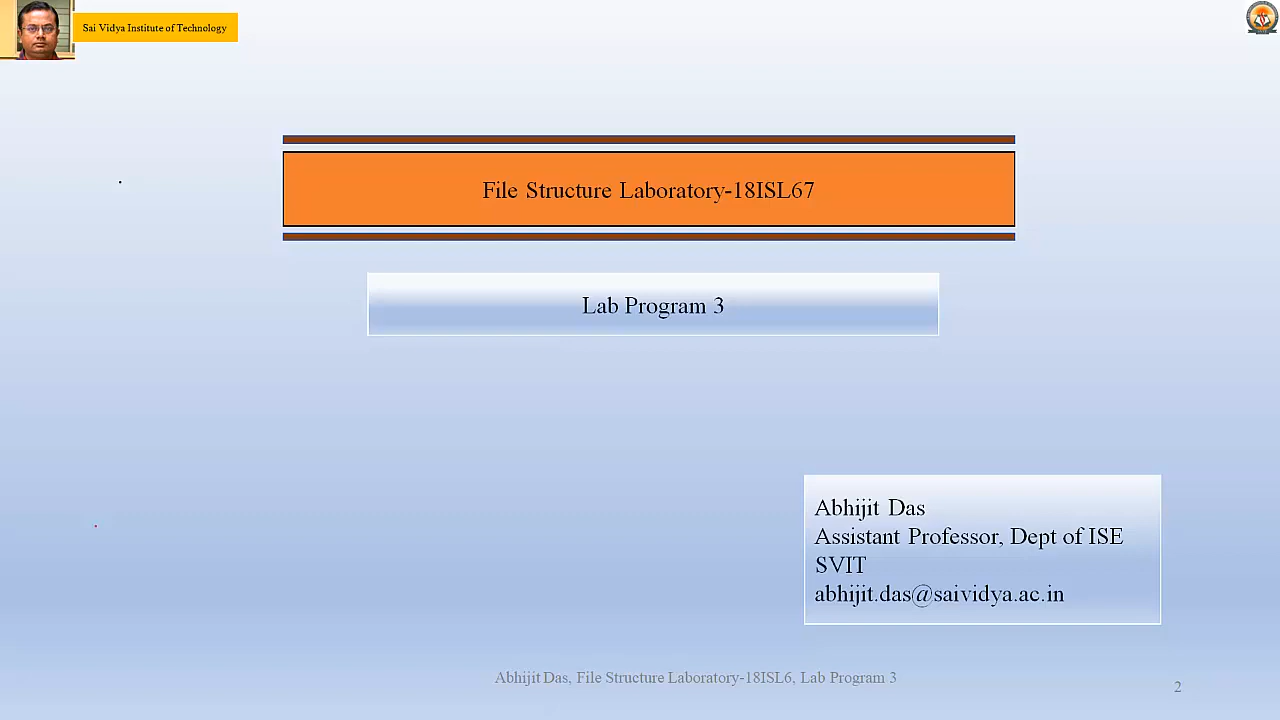 Sai Vidya Institute of Technology
File Structure Laboratory-18ISL67
Lab Program 3
Abhijit Das
Assistant Professor, Dept of ISE
SVIT
abhijit.das@saividya.ac.in
Abhijit Das, File Structure Laboratory-18ISL6, Lab Program 3
2